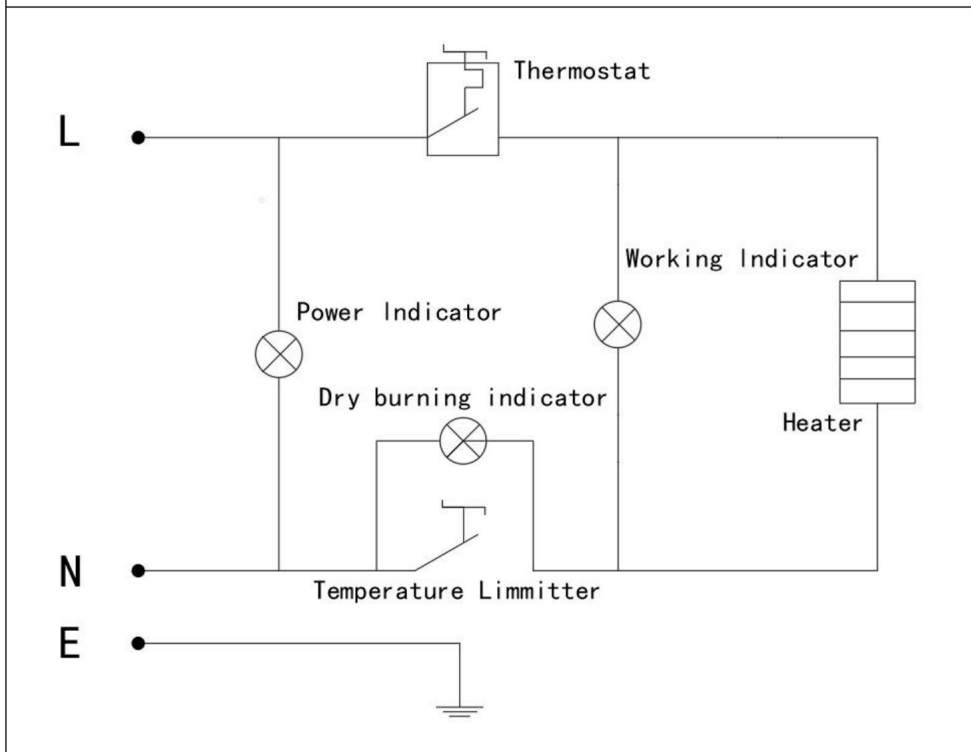 Thermostat
L
Working Indicator
Power Indicator
Dry burning indicator
Heater
N
Temperature Limmitter
E